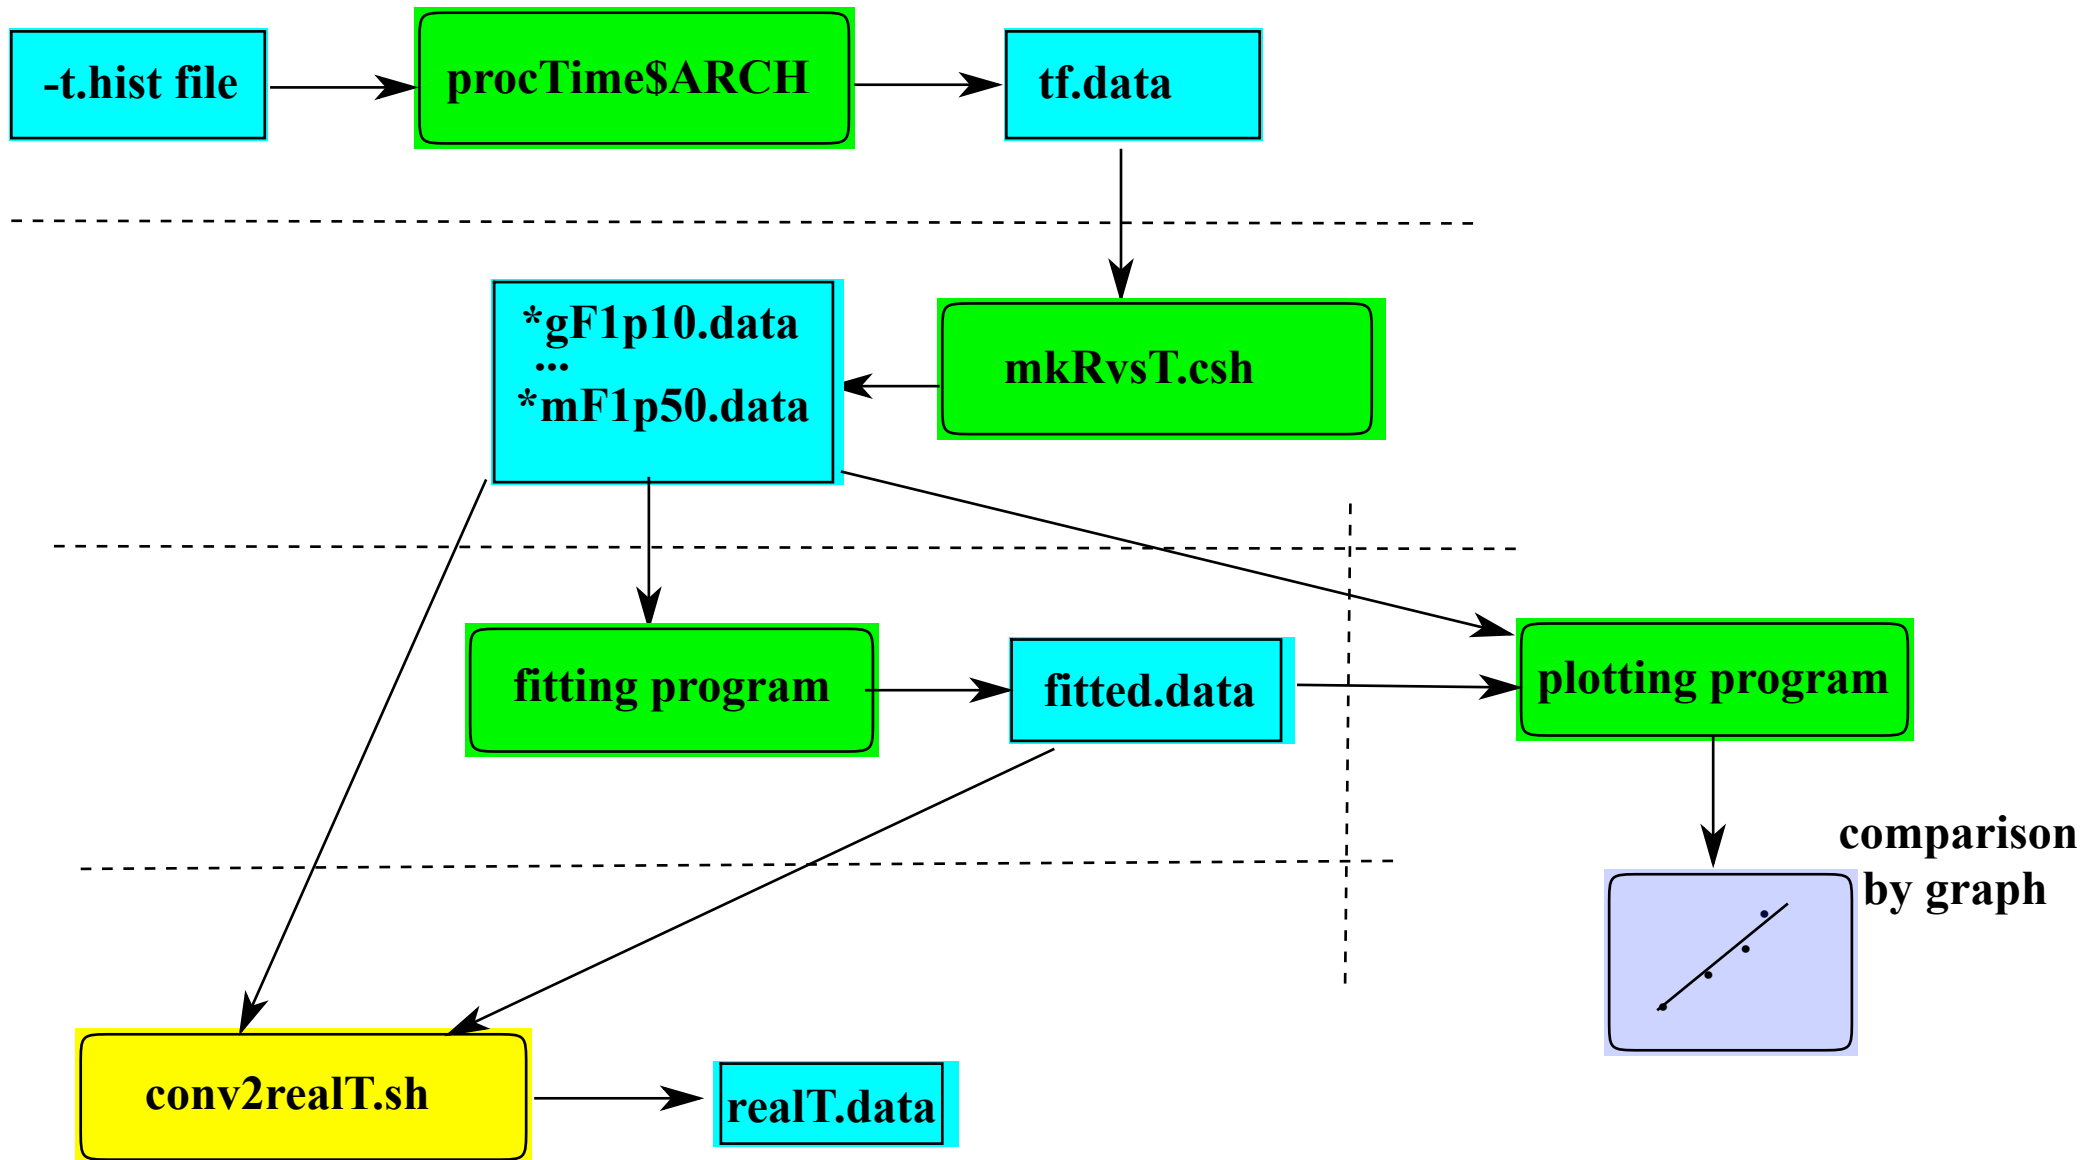 -t.hist file
procTime$ARCH
tf.data
*gF1p10.data
...
*mF1p50.data
mkRvsT.csh
fitting program
fitted.data
plotting program
comparison
by graph
conv2realT.sh
realT.data